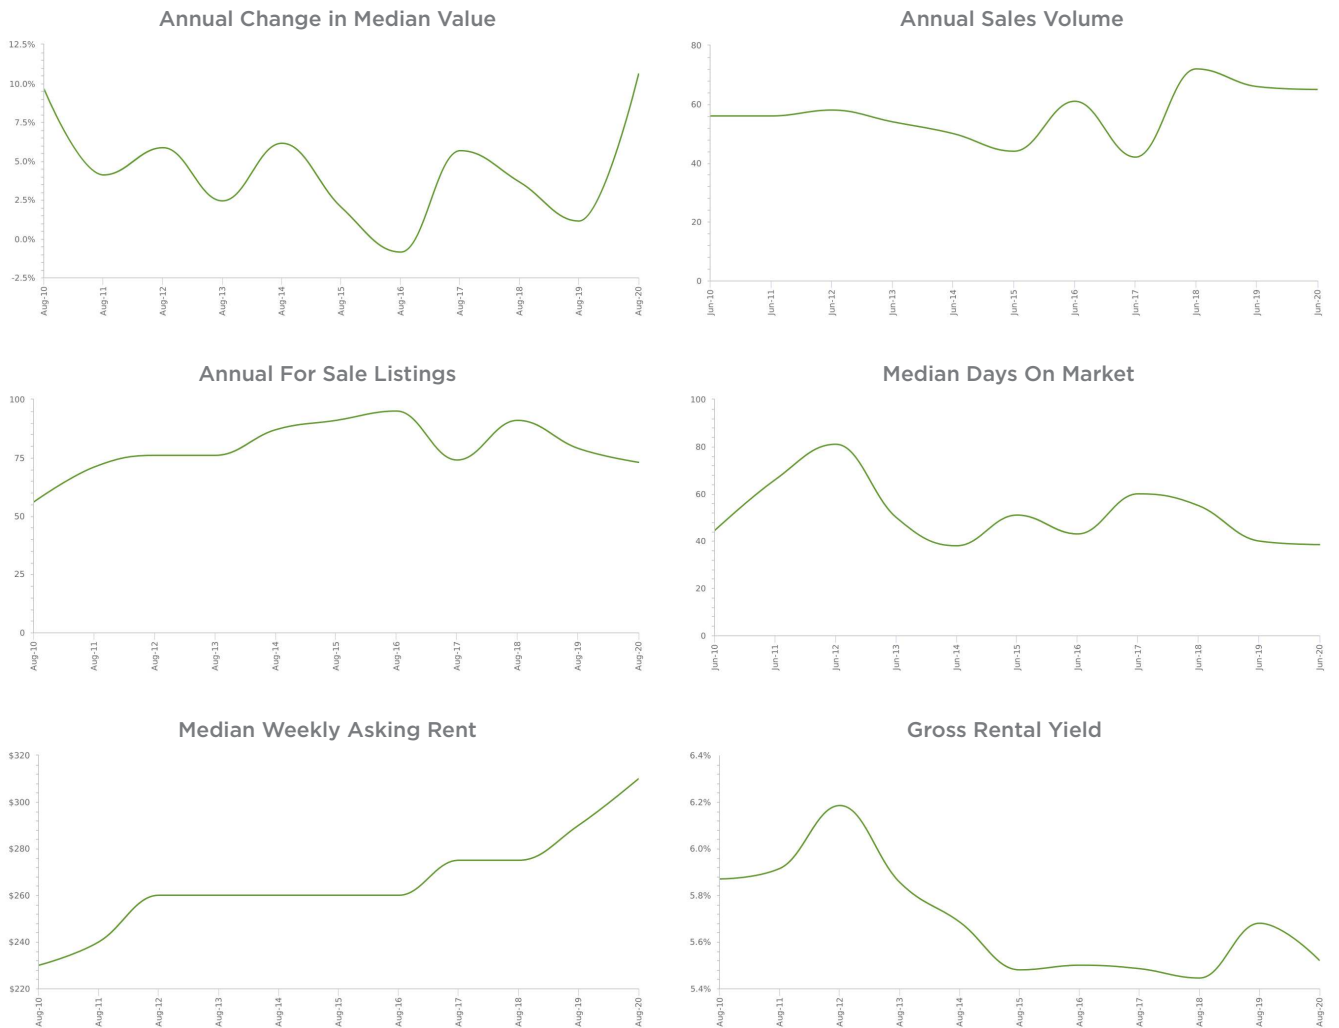 Annual Change in Median Value
12.5%
10.0%
7.5%
5.0%
2.5%
0.0%
-2.5%
Aug-10 Aug-11 Aug-12 Aug-13 Aug-14 Aug-15 Aug-16 Aug-17 Aug-18 Aug-19 Aug-20
Annual Sales Volume
80
60
40
20
0
Jun-10 Jun-11 Jun-12 Jun-13 Jun-14 Jun-15 Jun-16 Jun-17 Jun-18 Jun-19 Jun-20
Annual For Sale Listings
100
75
50
25
0
Aug-10 Aug-11 Aug-12 Aug-13 Aug-14 Aug-15 Aug-16 Aug-17 Aug-18 Aug-19 Aug-20
Median Days On Market
100
80
60
40
20
0
Jun-10 Jun-11 Jun-12 Jun-13 Jun-14 Jun-15 Jun-16 Jun-17 Jun-18 Jun-19 Jun-20
Median Weekly Asking Rent
$320
$300
$280
$260
$240
$220
Aug-10 Aug-11 Aug-12 Aug-13 Aug-14 Aug-15 Aug-16 Aug-17 Aug-18 Aug-19 Aug-20
Gross Rental Yield
6.4%
6.2%
6.0%
5.8%
5.6%
5.4%
Aug-10 Aug-11 Aug-12 Aug-13 Aug-14 Aug-15 Aug-16 Aug-17 Aug-18 Aug-19 Aug-20